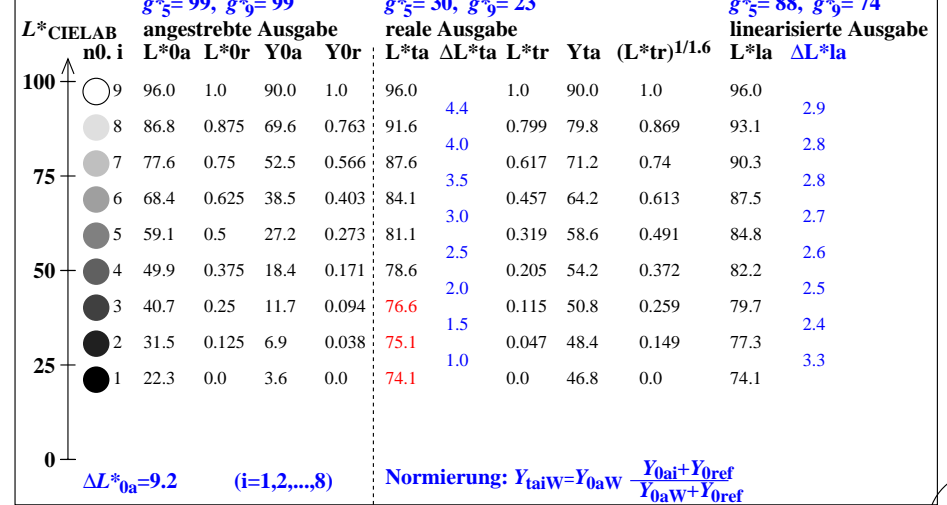 g*5= 99, g*9= 99 g*5= 30, g*9= 23 g*5= 88, g*9= 74
L*CIELAB angestrebte Ausgabe reale Ausgabe linearisierte Ausgabe
n0. i L*0a L*0r Y0a Y0r L*ta ΔL*ta L*tr Yta (L*tr)1/1.6 L*la ΔL*la
100 9 96.0 1.0 90.0 1.0 96.0 1.0 90.0 1.0 96.0
4.4 2.9
8 86.8 0.875 69.6 0.763 91.6 0.799 79.8 0.869 93.1
4.0 2.8
7 77.6 0.75 52.5 0.566 87.6 0.617 71.2 0.74 90.3
75 3.5 2.8
6 68.4 0.625 38.5 0.403 84.1 0.457 64.2 0.613 87.5
3.0 2.7
5 59.1 0.5 27.2 0.273 81.1 0.319 58.6 0.491 84.8
2.5 2.6
50 4 49.9 0.375 18.4 0.171 78.6 0.205 54.2 0.372 82.2
2.0 2.5
3 40.7 0.25 11.7 0.094 76.6 0.115 50.8 0.259 79.7
1.5 2.4
2 31.5 0.125 6.9 0.038 75.1 0.047 48.4 0.149 77.3
25 1.0 3.3
1 22.3 0.0 3.6 0.0 74.1 0.0 46.8 0.0 74.1
0
ΔL*0a=9.2 (i=1,2,...,8) Normierung: YtaiW=Y0aW Y0ai+Y0ref
Y0aW+Y0ref